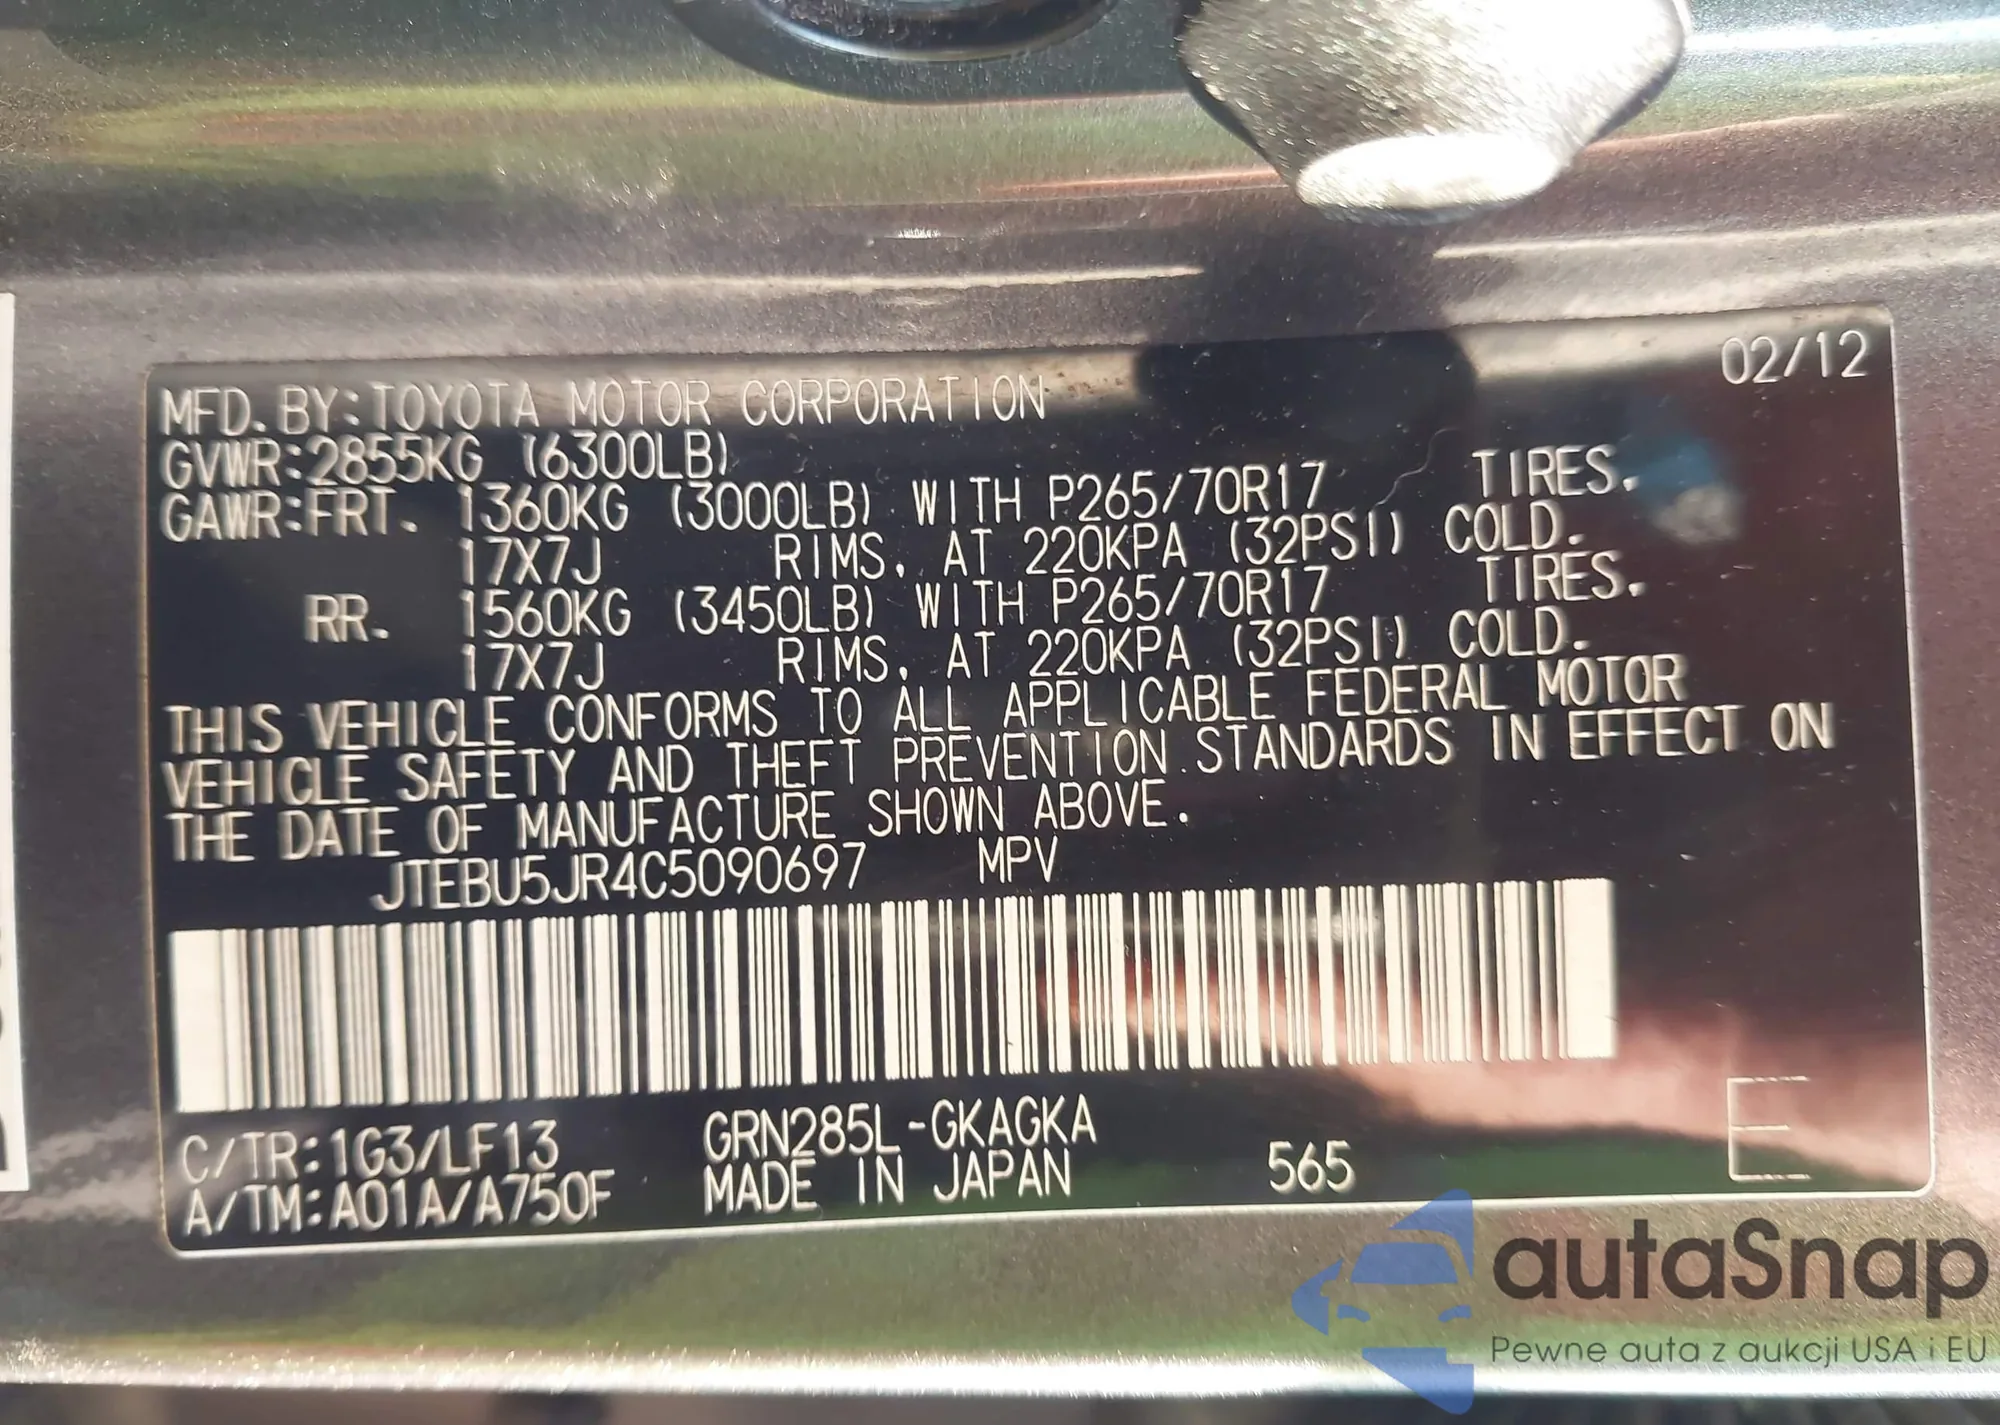 02/12
MFD. BY:TOYOTA MOTOR CORPORATION
GVWR:2855KG (6300LB)
GAWR:FRT. 1360KG (3000LB) WITH P265/70R17 TIRES.
17X7J RIMS. AT 220KPA (32PSI) COLD.
RR. 1560KG (3450LB) WITH P265/70R17 TIRES.
17X7J RIMS. AT 220KPA (32PSI) COLD.
THIS VEHICLE CONFORMS TO ALL APPLICABLE FEDERAL MOTOR
VEHICLE SAFETY AND THEFT PREVENTION STANDARDS IN EFFECT ON
THE DATE OF MANUFACTURE SHOWN ABOVE.
JTEBU5JR4C5090697 MPV
C/TR:1G3/LF13 GRN285L-GKAGKA
A/TM:A01A/A750F MADE IN JAPAN 565 E
autaSnap
Pewne auta z aukcji USA i EU